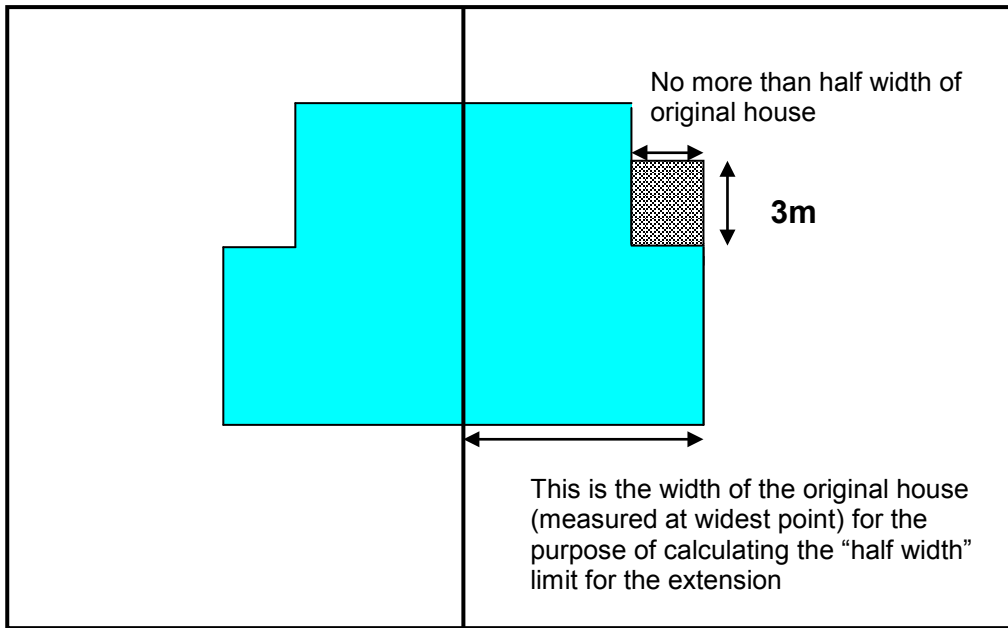 No more than half width of
original house
3m
This is the width of the original house
(measured at widest point) for the
purpose of calculating the “half width”
limit for the extension